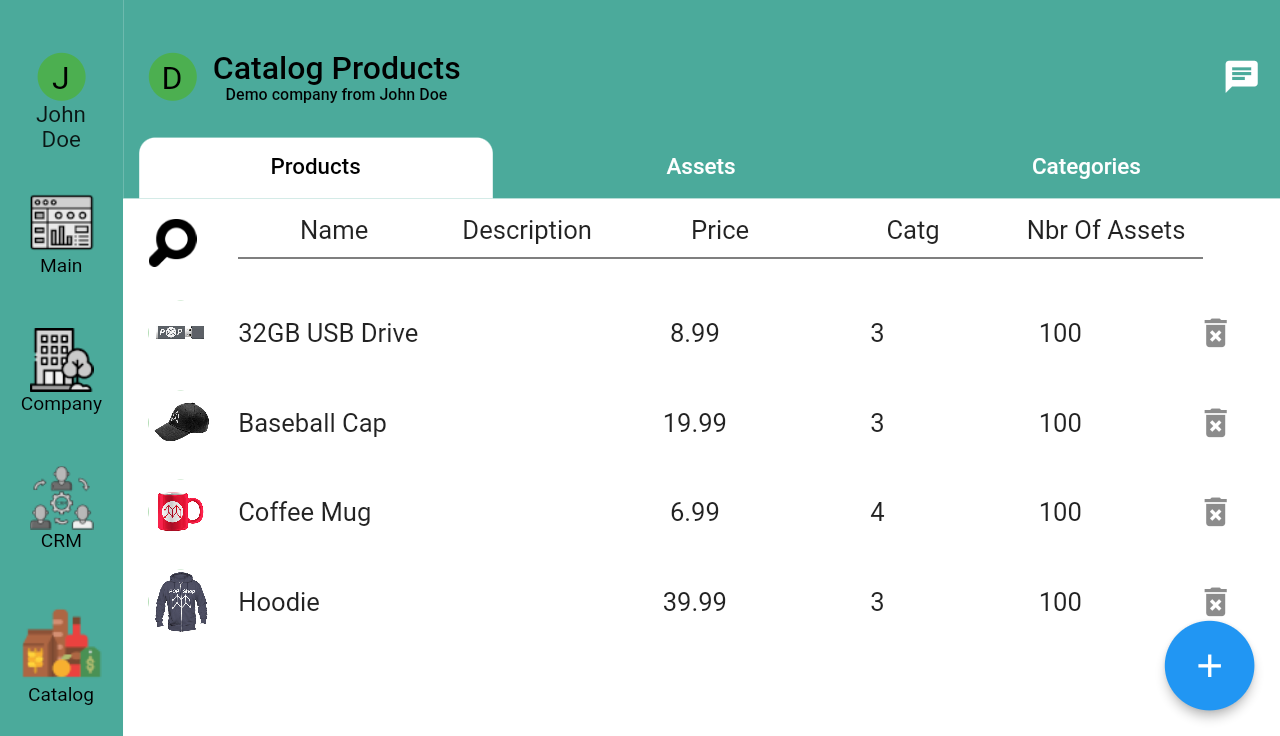 J
John
Doe
Main
Company
CRM
Catalog
D
Catalog Products
Demo company from John Doe
Products Assets Categories
Name Description Price Catg Nbr Of Assets
32GB USB Drive 8.99 3 100
Baseball Cap 19.99 3 100
Coffee Mug 6.99 4 100
Hoodie 39.99 3 100
+